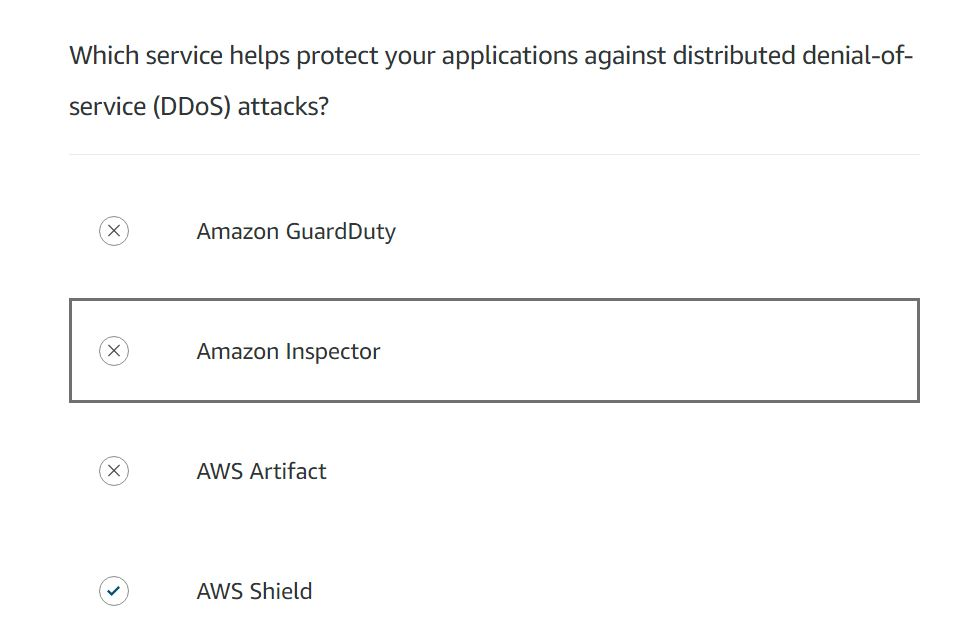 Which service helps protect your applications against distributed denial-of-
service (DDoS) attacks?
Amazon GuardDuty
Amazon Inspector
AWS Artifact
AWS Shield